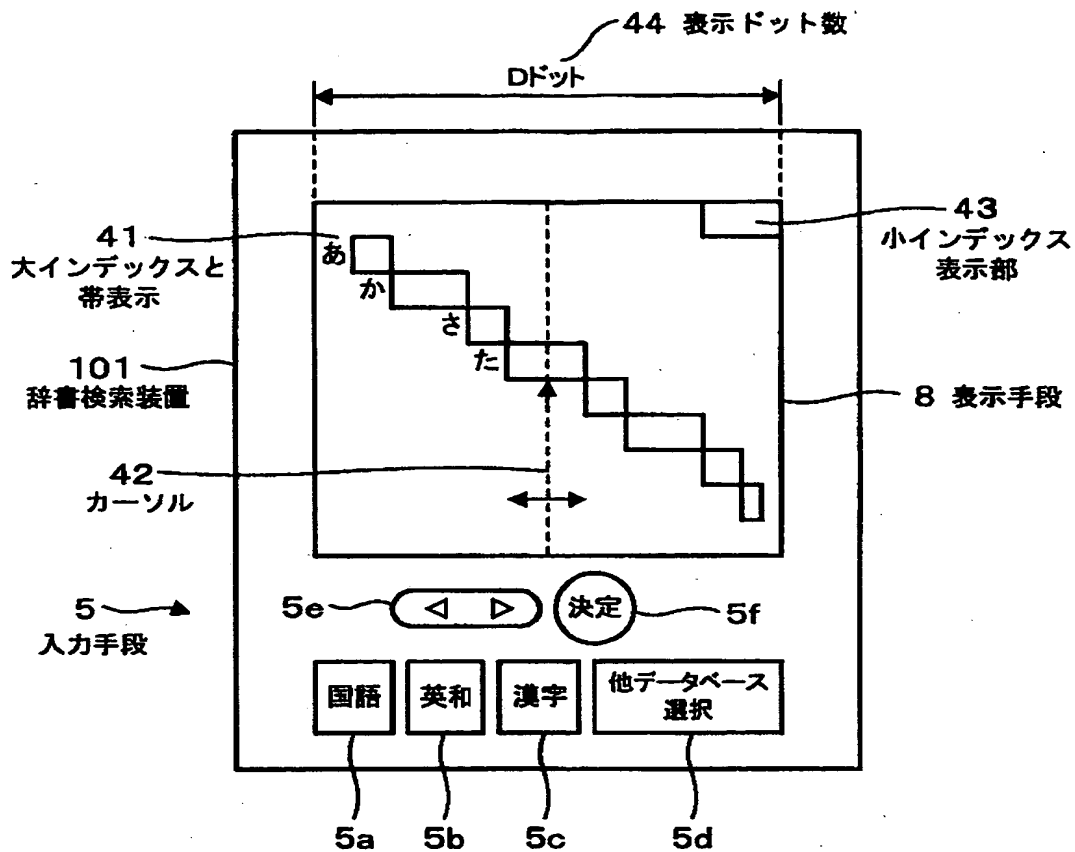 44 表示ドット数
Dドット
41
大インデックスと
帯表示
あ
か
さ
た
43
小インデックス
表示部
101
辞書検索装置
8 表示手段
42
カーソル
5
入力手段
5e
◁ ▷
決定
5f
国語
英和
漢字
他データベース
選択
5a
5b
5c
5d